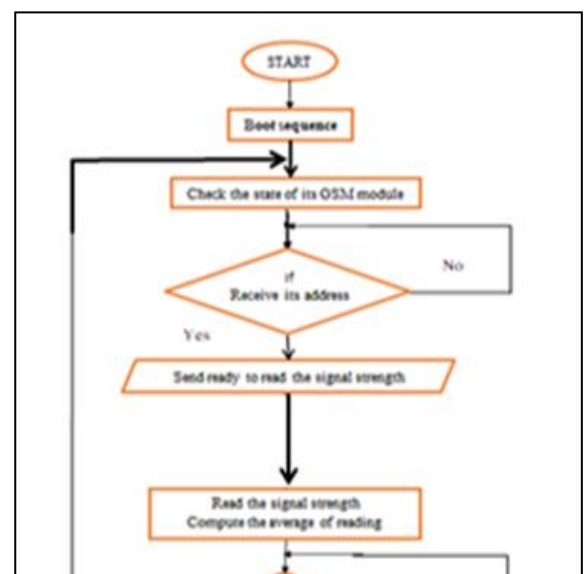 START
Boot sequence
Check the state of its GSM module
No
if
Receive its address
Yes
Send ready to read the signal strength
Read the signal strength
Compute the average of reading